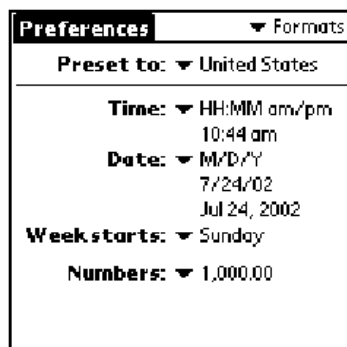 Preferences Formats
Preset to: United States
Time: HH:MM am/pm
10:44 am
Date: M/D/Y
7/24/02
Jul 24, 2002
Week starts: Sunday
Numbers: 1,000.00